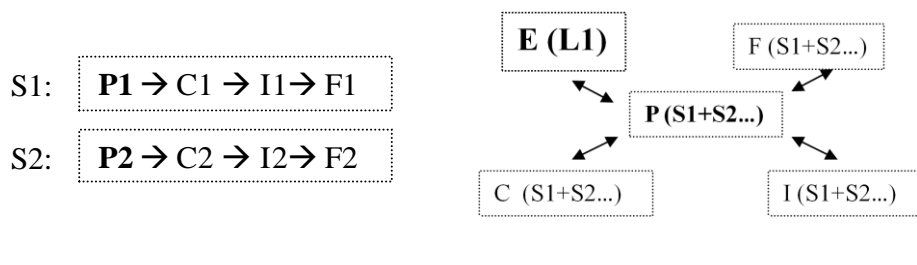 S1: P1 → C1 → I1→ F1
S2: P2 → C2 → I2→ F2
E (L1)
F (S1+S2...)
P (S1+S2...)
C (S1+S2...)
I (S1+S2...)